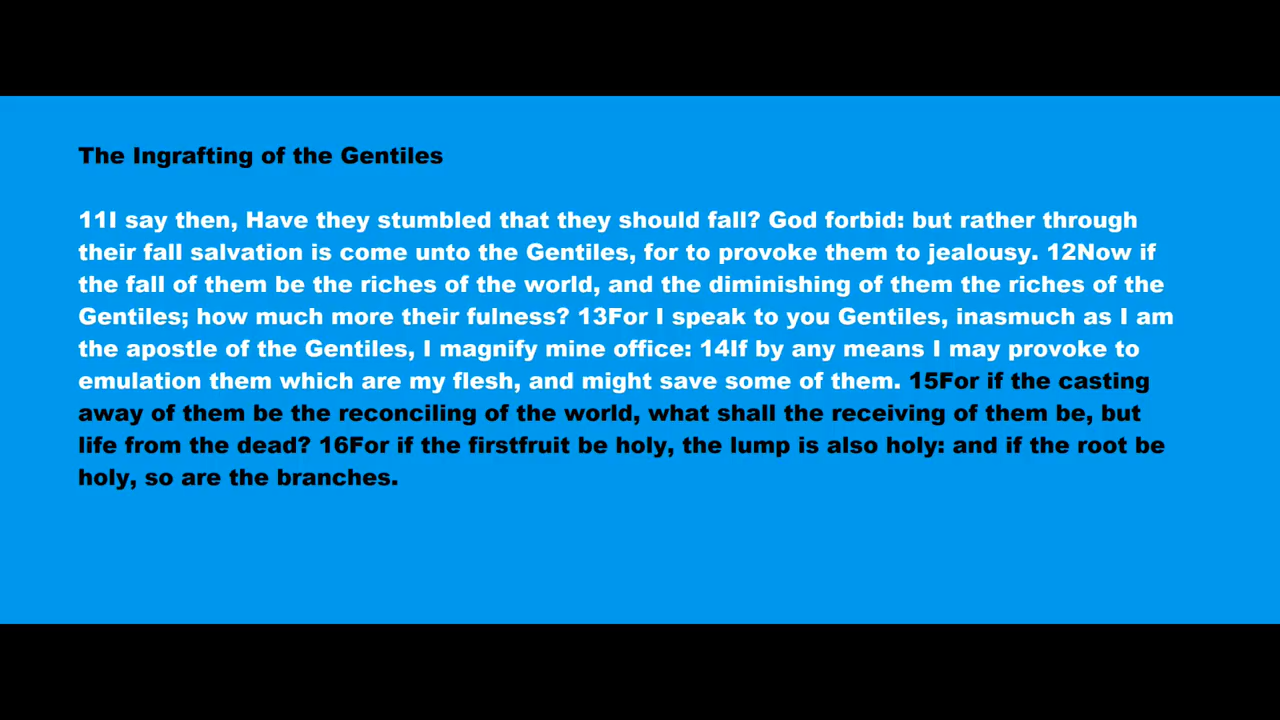 The Ingrafting of the Gentiles
11I say then, Have they stumbled that they should fall? God forbid: but rather through
their fall salvation is come unto the Gentiles, for to provoke them to jealousy. 12Now if
the fall of them be the riches of the world, and the diminishing of them the riches of the
Gentiles; how much more their fulness? 13For I speak to you Gentiles, inasmuch as I am
the apostle of the Gentiles, I magnify mine office: 14If by any means I may provoke to
emulation them which are my flesh, and might save some of them. 15For if the casting
away of them be the reconciling of the world, what shall the receiving of them be, but
life from the dead? 16For if the firstfruit be holy, the lump is also holy: and if the root be
holy, so are the branches.